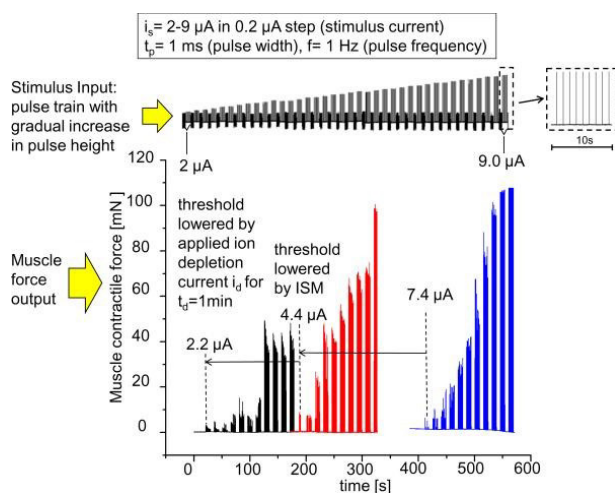 iₛ= 2-9 µA in 0.2 µA step (stimulus current)
tₚ= 1 ms (pulse width), f= 1 Hz (pulse frequency)
Stimulus Input:
pulse train with
gradual increase
in pulse height
10s
2 µA
9.0 µA
Muscle
force
output
Muscle contractile force [mN]
120
100
80
60
40
20
0
threshold
lowered by
applied ion
depletion
current i_d for
t_d=1min
threshold
lowered
by ISM
2.2 µA
4.4 µA
7.4 µA
0 100 200 300 400 500 600
time [s]